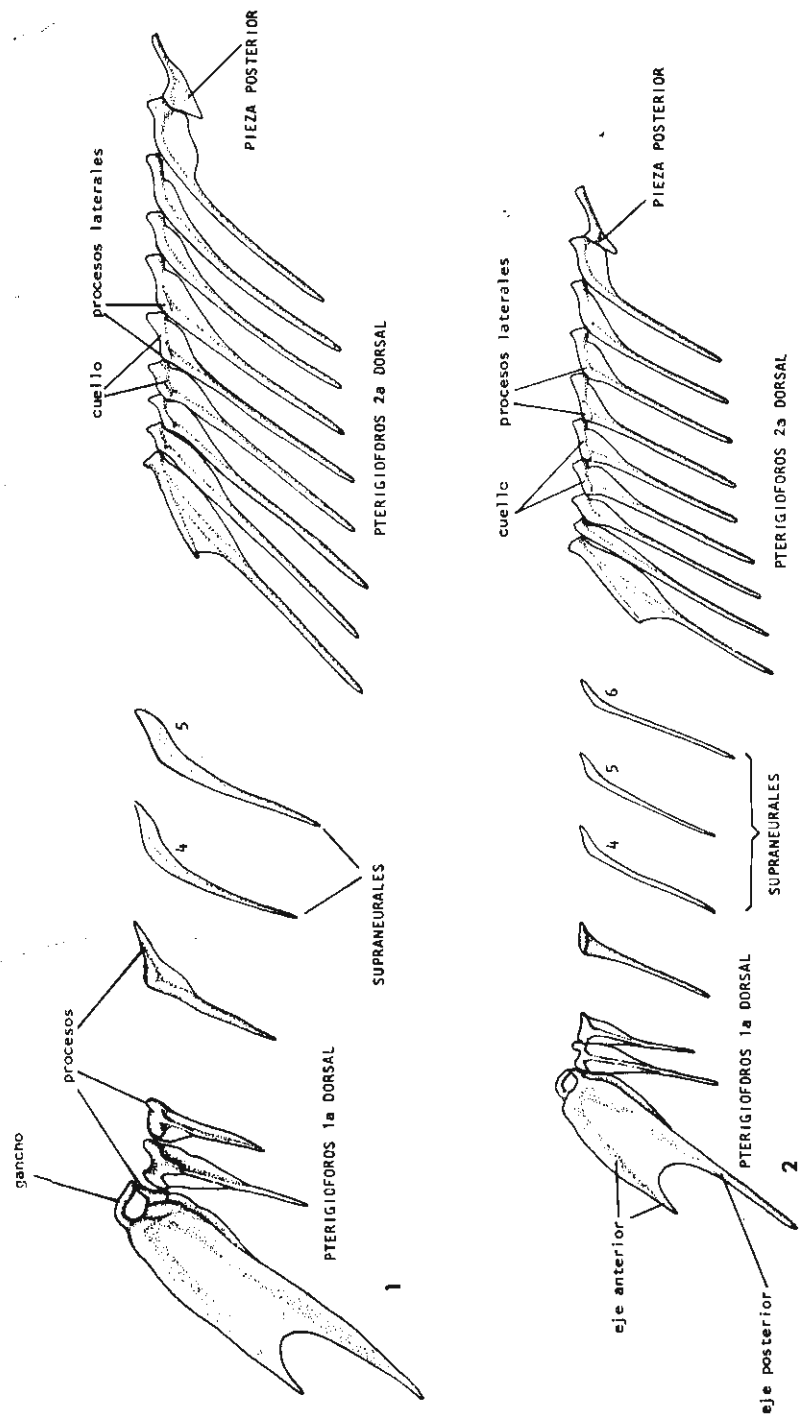 gancho
procesos
cuello
procesos laterales
PIEZA POSTERIOR
4
5
PTERIGIOFOROS 1a DORSAL
SUPRANEURALES
PTERIGIOFOROS 2a DORSAL
1
cuello
procesos laterales
PIEZA POSTERIOR
eje anterior
eje posterior
4
5
6
PTERIGIOFOROS 1a DORSAL
SUPRANEURALES
PTERIGIOFOROS 2a DORSAL
2